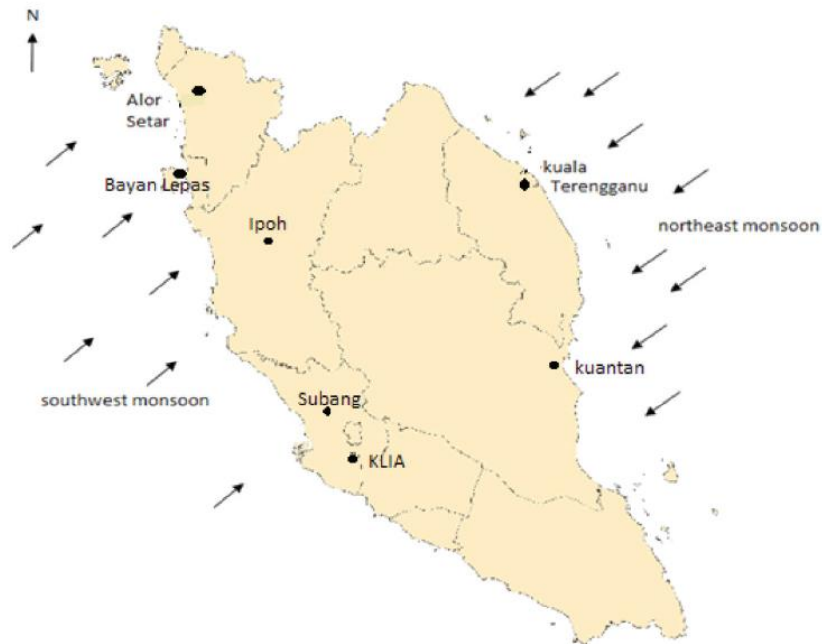 N
Alor
Setar
Bayan Lepas
Ipoh
kuala
Terengganu
northeast monsoon
kuantan
Subang
southwest monsoon
KLIA